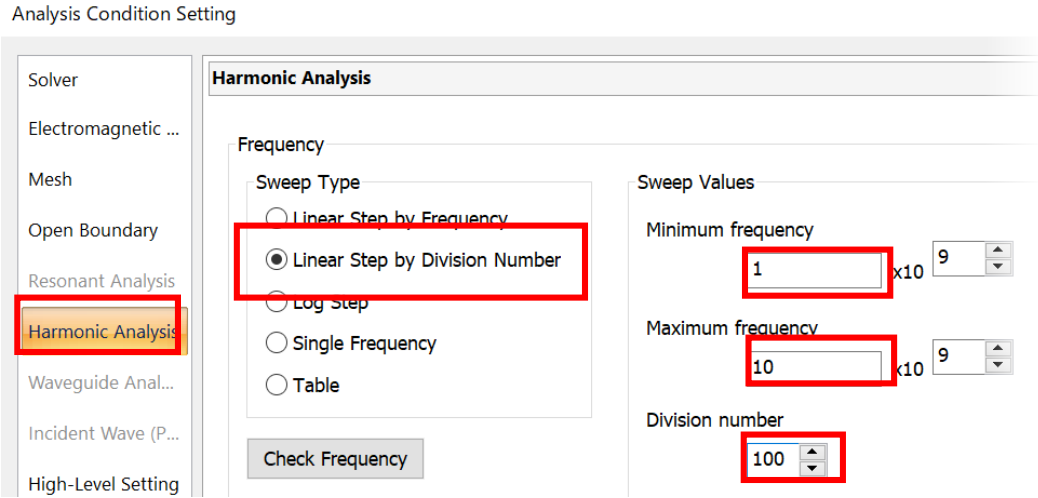 Analysis Condition Setting
Solver
Electromagnetic ...
Mesh
Open Boundary
Resonant Analysis
Harmonic Analysis
Waveguide Anal...
Incident Wave (P...
High-Level Setting
Harmonic Analysis
Frequency
Sweep Type
Linear Step by Frequency
Linear Step by Division Number
Log Step
Single Frequency
Table
Check Frequency
Sweep Values
Minimum frequency
1 x10 9
Maximum frequency
10 x10 9
Division number
100